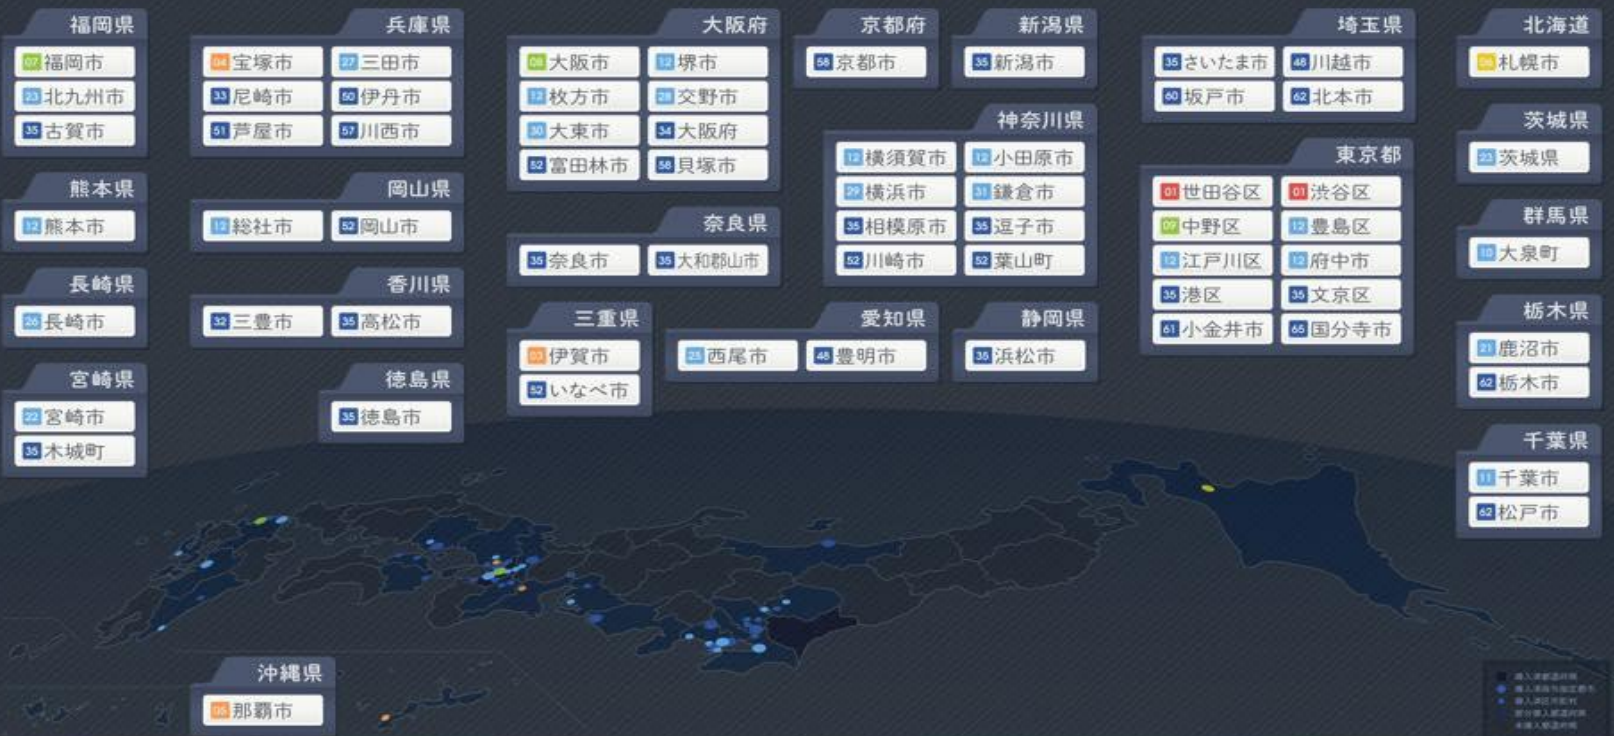 福岡県
07 福岡市
23 北九州市
35 古賀市
熊本県
12 熊本市
長崎県
26 長崎市
宮崎県
22 宮崎市
35 木城町
兵庫県
04 宝塚市 27 三田市
33 尼崎市 50 伊丹市
51 芦屋市 57 川西市
岡山県
12 総社市 52 岡山市
香川県
32 三豊市 35 高松市
徳島県
35 徳島市
沖縄県
05 那覇市
大阪府
08 大阪市 12 堺市
12 枚方市 28 交野市
30 大東市 34 大阪府
52 富田林市 58 貝塚市
奈良県
35 奈良市 35 大和郡山市
三重県
03 伊賀市
52 いなべ市
京都府
58 京都市
新潟県
35 新潟市
神奈川県
12 横須賀市 12 小田原市
29 横浜市 31 鎌倉市
35 相模原市 35 逗子市
52 川崎市 52 葉山町
愛知県
25 西尾市 48 豊明市
静岡県
35 浜松市
埼玉県
35 さいたま市 48 川越市
60 坂戸市 62 北本市
東京都
01 世田谷区 01 渋谷区
09 中野区 12 豊島区
12 江戸川区 12 府中市
35 港区 35 文京区
61 小金井市 65 国分寺市
北海道
06 札幌市
茨城県
23 茨城県
群馬県
10 大泉町
栃木県
21 鹿沼市
62 栃木市
千葉県
11 千葉市
62 松戸市